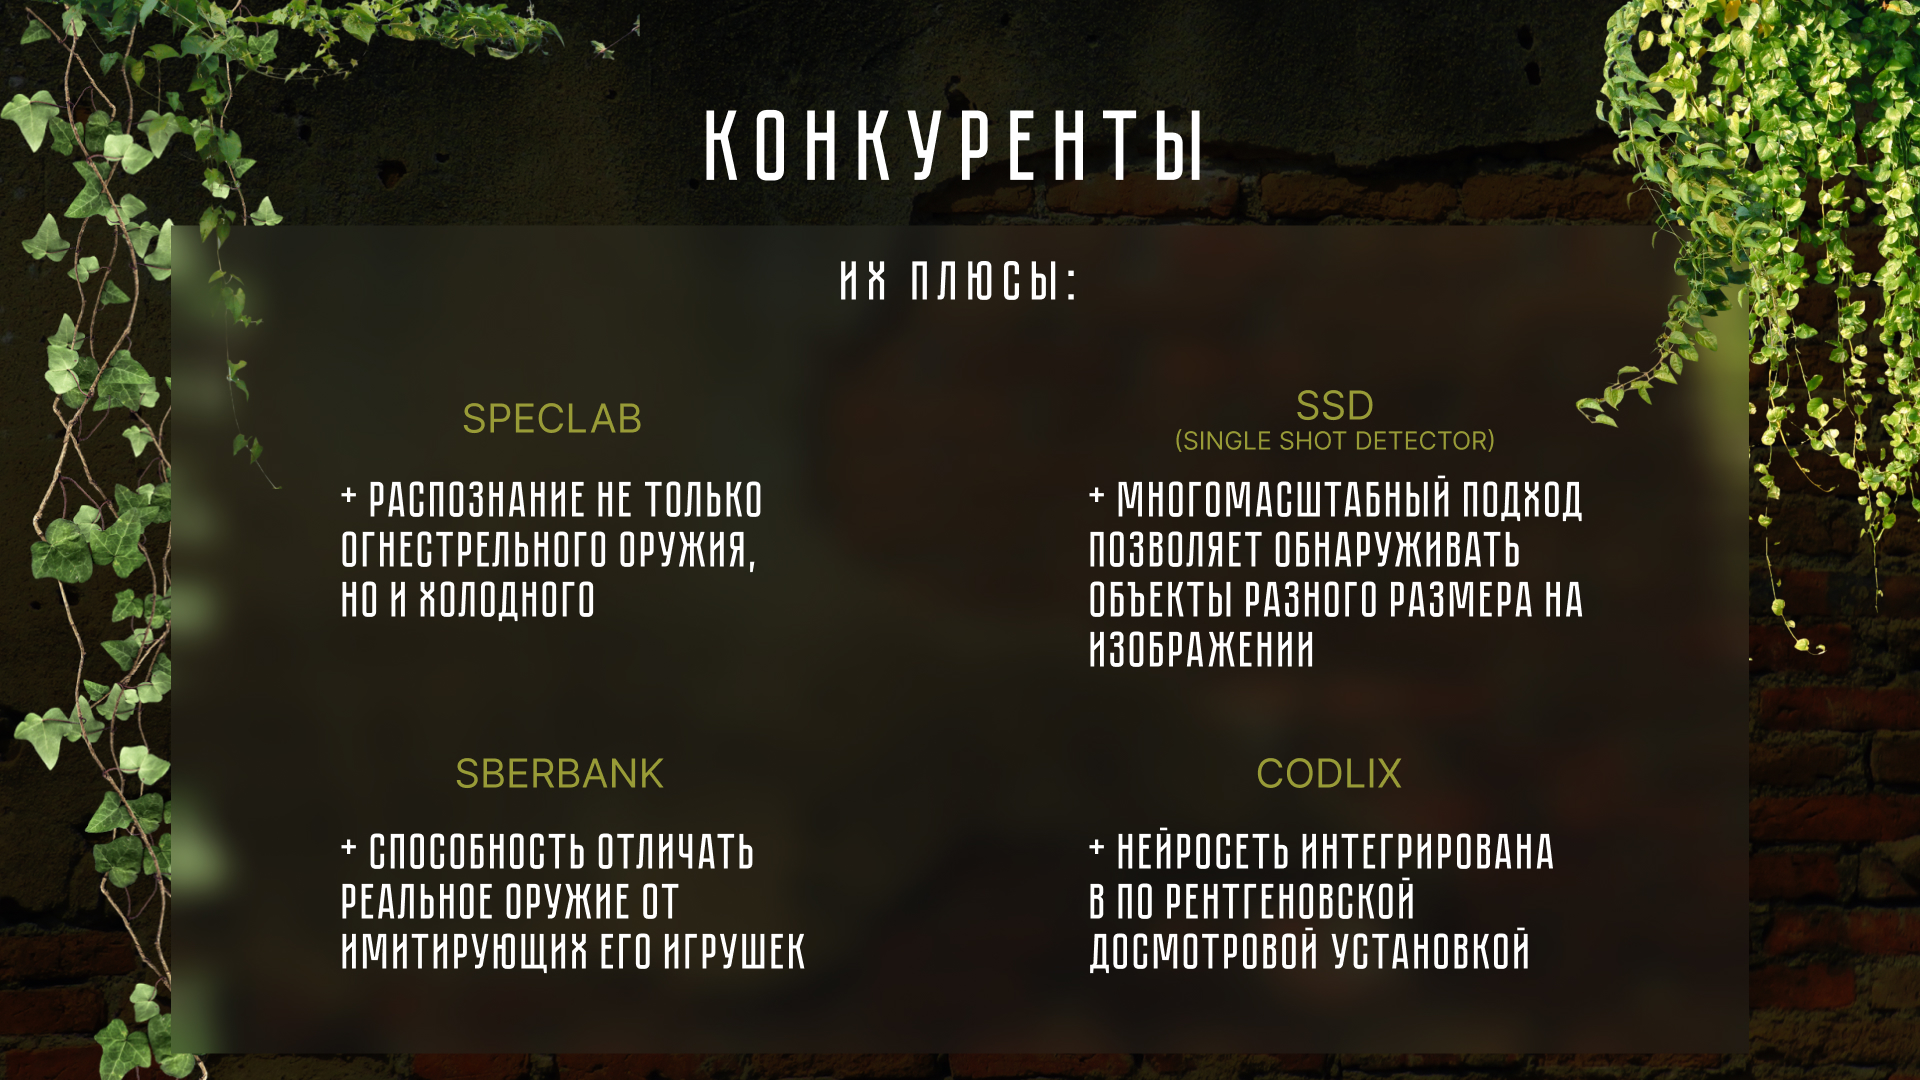 КОНКУРЕНТЫ
ИХ ПЛЮСЫ:
SPECLAB
+ РАСПОЗНАНИЕ НЕ ТОЛЬКО
ОГНЕСТРЕЛЬНОГО ОРУЖИЯ,
НО И ХОЛОДНОГО
SSD
(SINGLE SHOT DETECTOR)
+ МНОГОМАСШТАБНЫЙ ПОДХОД
ПОЗВОЛЯЕТ ОБНАРУЖИВАТЬ
ОБЪЕКТЫ РАЗНОГО РАЗМЕРА НА
ИЗОБРАЖЕНИИ
SBERBANK
+ СПОСОБНОСТЬ ОТЛИЧАТЬ
РЕАЛЬНОЕ ОРУЖИЕ ОТ
ИМИТИРУЮЩИХ ЕГО ИГРУШЕК
CODLIX
+ НЕЙРОСЕТЬ ИНТЕГРИРОВАНА
В ПО РЕНТГЕНОВСКОЙ
ДОСМОТРОВОЙ УСТАНОВКОЙ